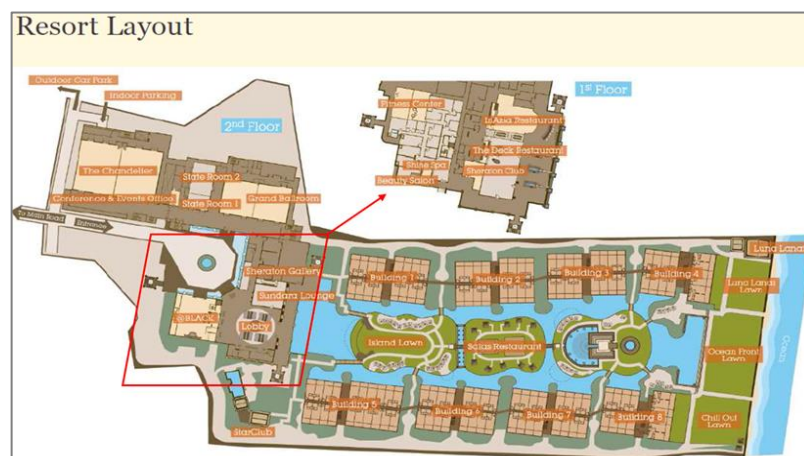 Resort Layout
Outdoor Car Park
Indoor Parking
2nd Floor
1st Floor
Fitness Center
The Deck Restaurant
Sheraton Club
Shine Spa
Beauty Salon
The Chandelier
State Room 2
Conference & Events Office
State Room 1
Grand Ballroom
To Main Road
Entrance
Sheraton Gallery
Sundara Lounge
Lobby
Building 1
Building 2
Building 3
Building 4
Luna Lanai
Luna Lanai
Lawn
Island Lawn
Salas Restaurant
Ocean Front
Lawn
Ocean
Building 5
Building 6
Building 7
Building 8
Chill Out
Lawn
StarClub